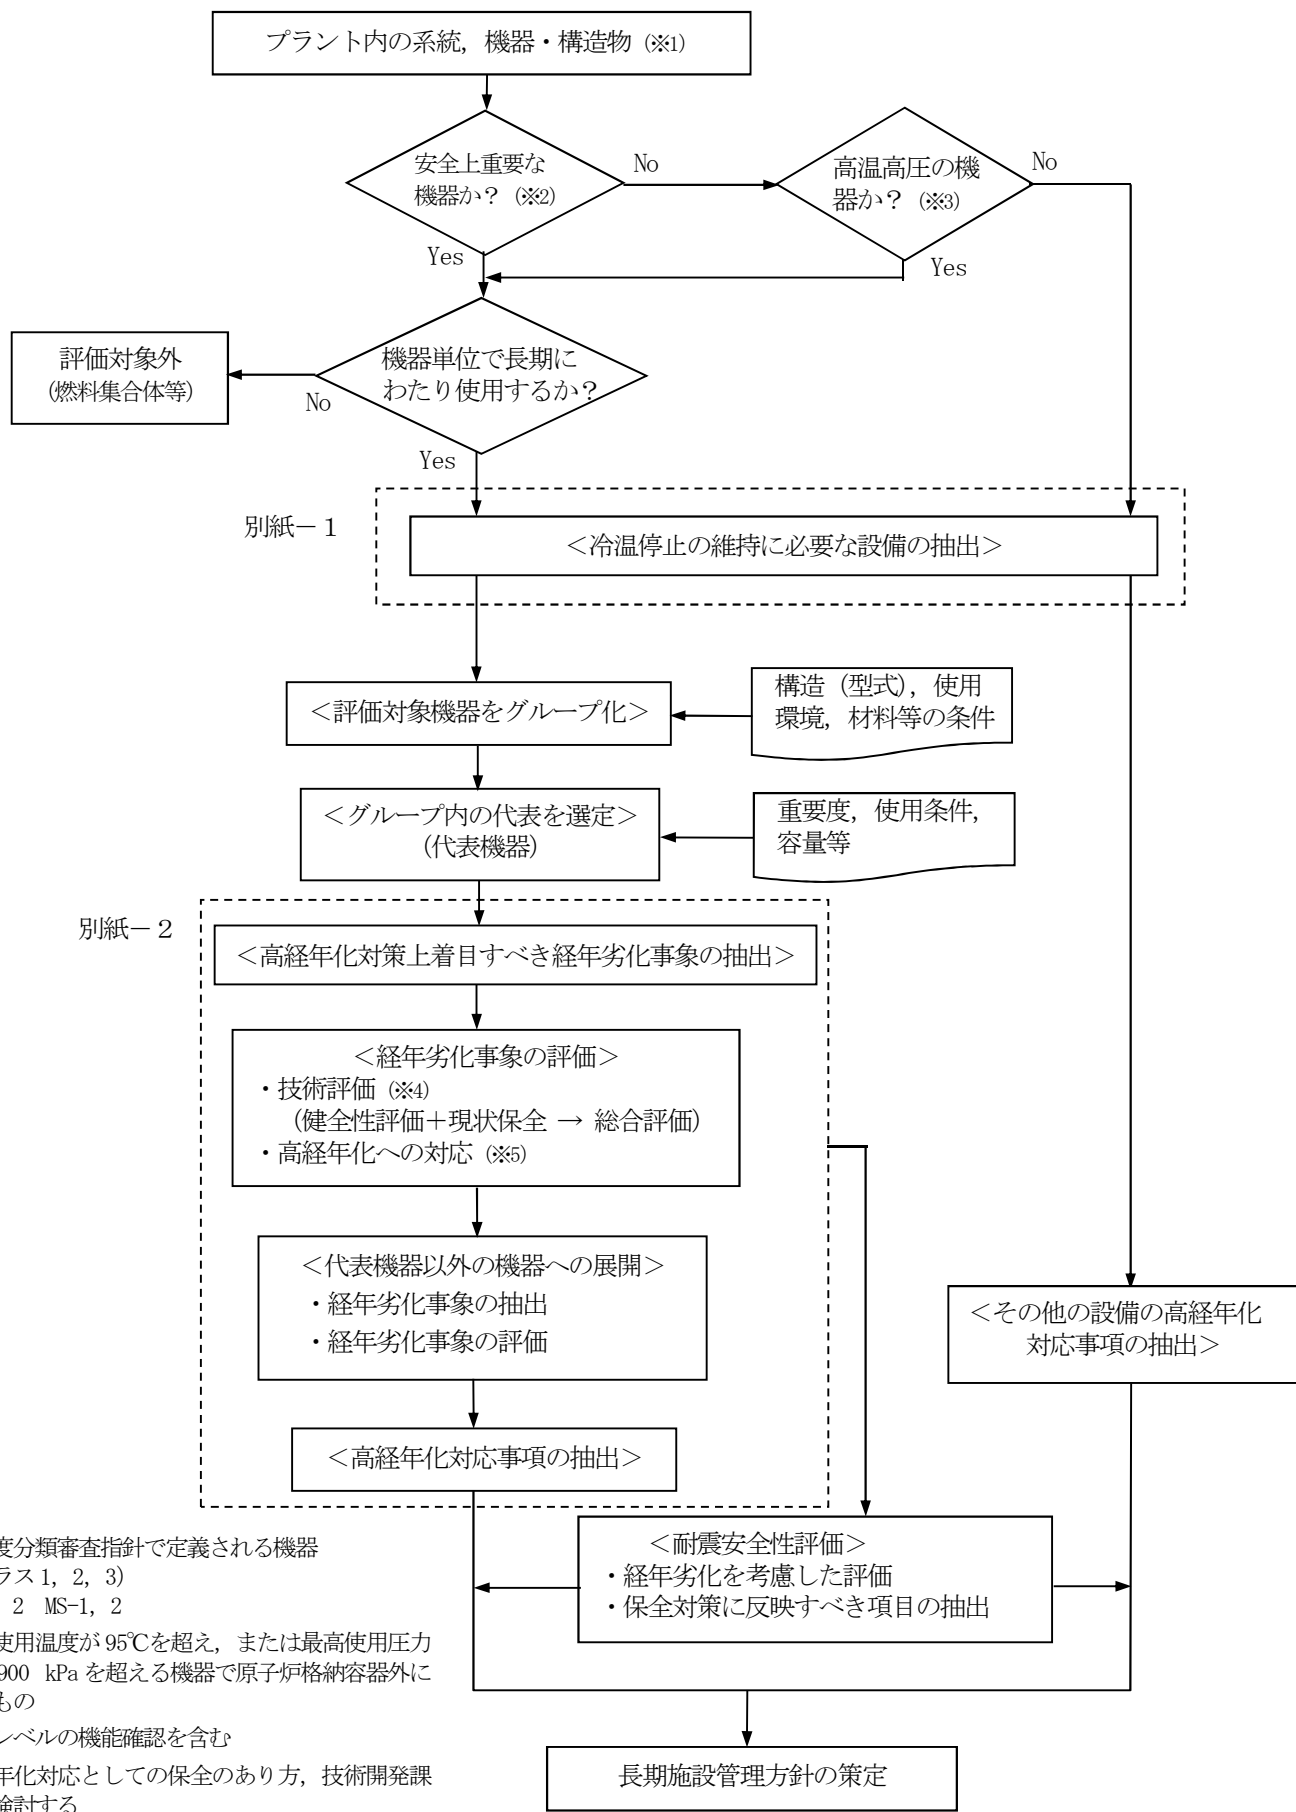 プラント内の系統，機器・構造物（※1）
安全上重要な
機器か？（※2）
No
高温高圧の機
器か？（※3）
No
Yes
Yes
機器単位で長期に
わたり使用するか？
評価対象外
（燃料集合体等）
No
Yes
別紙－１
＜冷温停止の維持に必要な設備の抽出＞
＜評価対象機器をグループ化＞
構造（型式），使用
環境，材料等の条件
＜グループ内の代表を選定＞
（代表機器）
重要度，使用条件，
容量等
別紙－２
＜高経年化対策上着目すべき経年劣化事象の抽出＞
＜経年劣化事象の評価＞
・技術評価（※4）
（健全性評価＋現状保全 → 総合評価）
・高経年化への対応（※5）
＜代表機器以外の機器への展開＞
・経年劣化事象の抽出
・経年劣化事象の評価
＜その他の設備の高経年化
対応事項の抽出＞
＜高経年化対応事項の抽出＞
＜耐震安全性評価＞
・経年劣化を考慮した評価
・保全対策に反映すべき項目の抽出
度分類審査指針で定義される機器
ラス 1，2，3）
2 MS-1，2
使用温度が 95℃を超え，または最高使用圧力
900 kPa を超える機器で原子炉格納容器外に
もの
レベルの機能確認を含む
年化対応としての保全のあり方，技術開発課
検討する
長期施設管理方針の策定